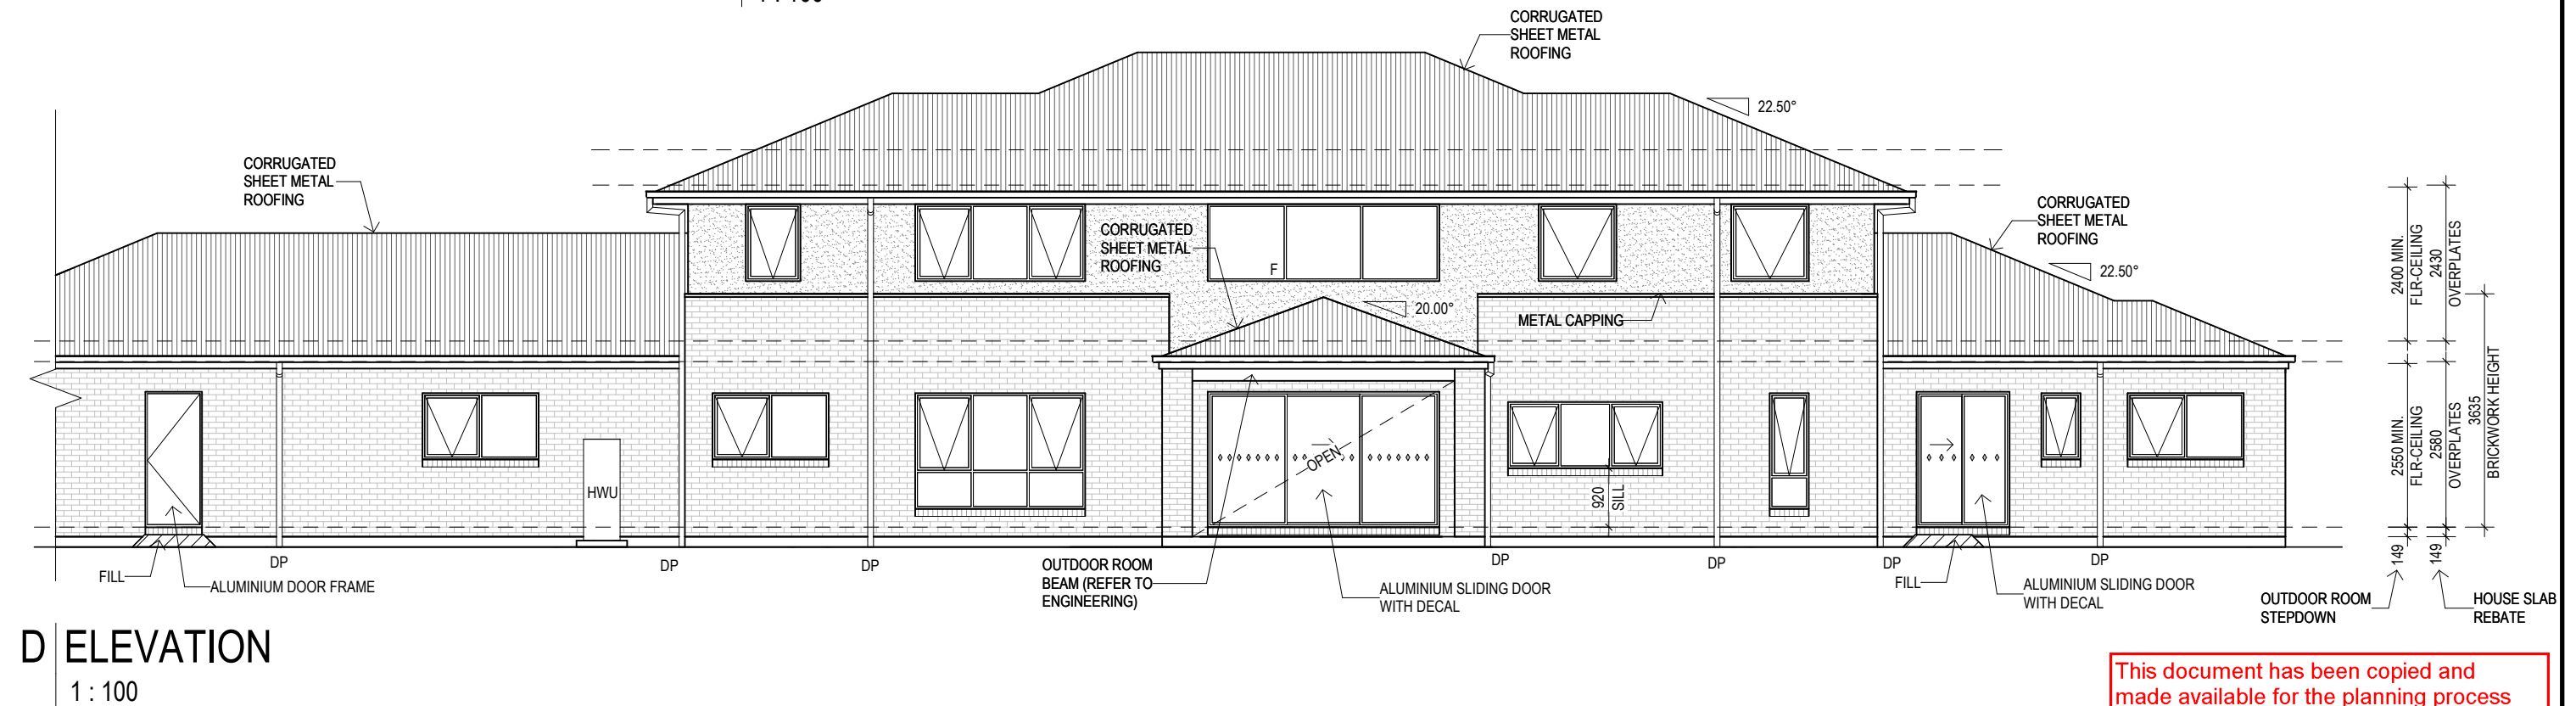 CORRUGATED
SHEET METAL
ROOFING
22.50°
CORRUGATED
SHEET METAL
ROOFING
CORRUGATED
SHEET METAL
ROOFING
CORRUGATED
SHEET METAL
ROOFING
22.50°
F
20.00°
METAL CAPPING
2400 MIN.
FLR-CEILING
2430
OVERPLATES
2550 MIN.
FLR-CEILING
2580
OVERPLATES
3635
BRICKWORK HEIGHT
HWU
OPEN
920
SILL
149
149
DP
DP
DP
DP
DP
DP
DP
FILL
ALUMINIUM DOOR FRAME
OUTDOOR ROOM
BEAM (REFER TO
ENGINEERING)
ALUMINIUM SLIDING DOOR
WITH DECAL
FILL
ALUMINIUM SLIDING DOOR
WITH DECAL
OUTDOOR ROOM
STEPDOWN
HOUSE SLAB
REBATE
D ELEVATION
1 : 100
This document has been copied and
made available for the planning process